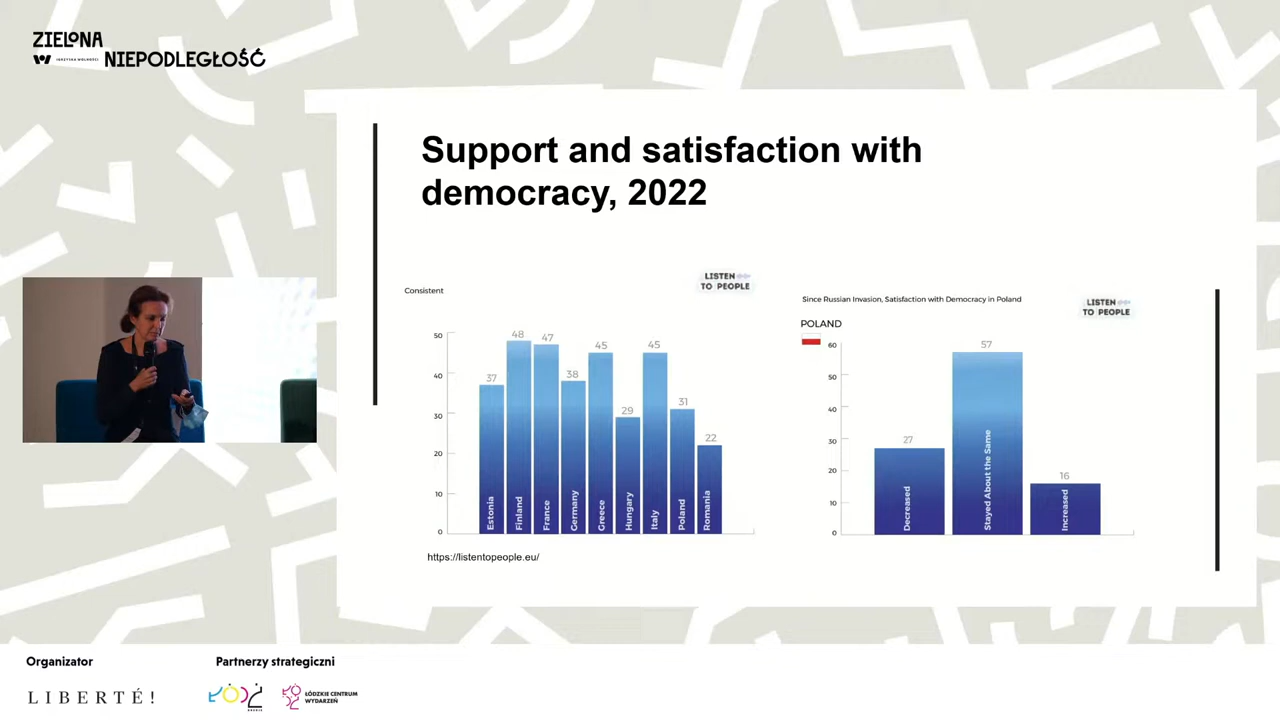 ZIELONA
IGRZYSKA WOLNOŚCI
NIEPODLEGŁOŚĆ
Support and satisfaction with
democracy, 2022
Consistent
LISTEN
TO PEOPLE
50
40
30
20
10
0
37
48
47
38
45
29
45
31
22
Estonia
Finland
France
Germany
Greece
Hungary
Italy
Poland
Romania
https://listentopeople.eu/
Since Russian Invasion, Satisfaction with Democracy in Poland
LISTEN
TO PEOPLE
POLAND
60
50
40
30
20
10
0
27
57
16
Decreased
Stayed About the Same
Increased
Organizator
Partnerzy strategiczni
LIBERTÉ!
ŁÓDŹ
ŁÓDZKIE CENTRUM
WYDARZEŃ